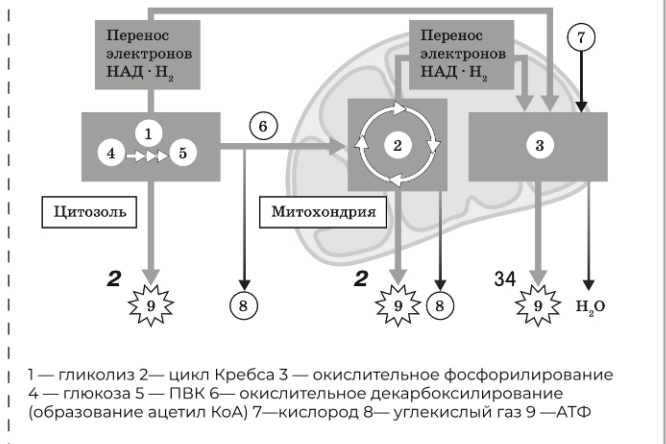 Перенос
электронов
НАД · Н₂
Перенос
электронов
НАД · Н₂
7
1
6
4
5
2
3
Цитозоль
Митохондрия
2
2
34
9
8
9
8
9
H₂O
1 — гликолиз 2— цикл Кребса 3 — окислительное фосфорилирование
4 — глюкоза 5 — ПВК 6— окислительное декарбоксилирование
(образование ацетил КоА) 7—кислород 8— углекислый газ 9 —АТФ